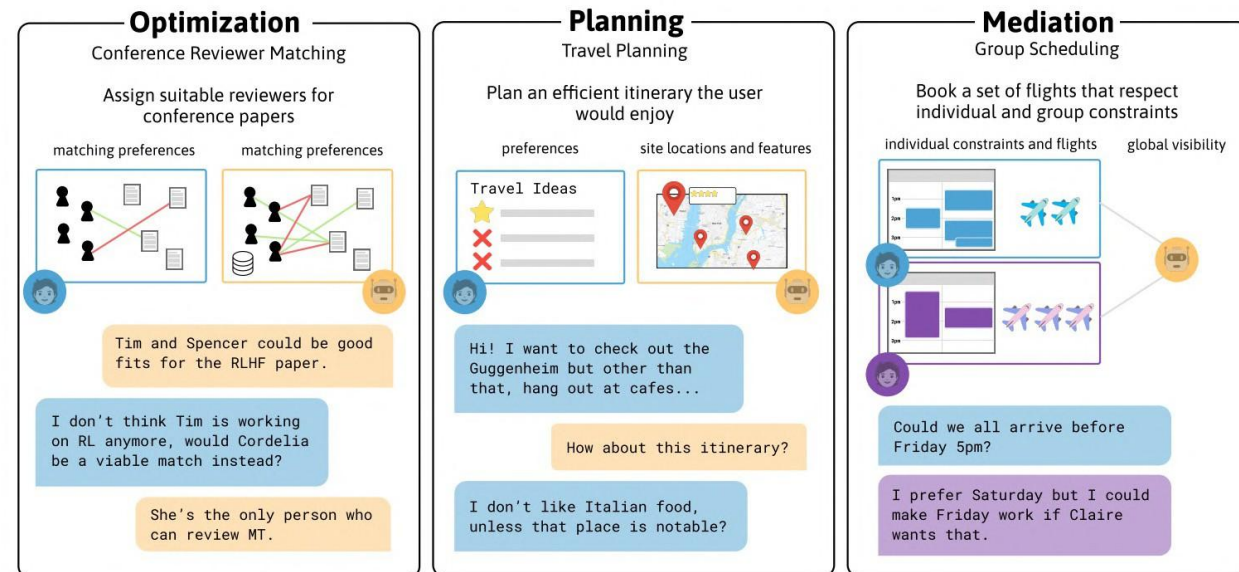 Optimization
Conference Reviewer Matching
Assign suitable reviewers for
conference papers
matching preferences
matching preferences
Tim and Spencer could be good
fits for the RLHF paper.
I don't think Tim is working
on RL anymore, would Cordelia
be a viable match instead?
She's the only person who
can review MT.
Planning
Travel Planning
Plan an efficient itinerary the user
would enjoy
preferences
site locations and features
Travel Ideas
Hi! I want to check out the
Guggenheim but other than
that, hang out at cafes...
How about this itinerary?
I don't like Italian food,
unless that place is notable?
Mediation
Group Scheduling
Book a set of flights that respect
individual and group constraints
individual constraints and flights
global visibility
1pm
2pm
3pm
1pm
2pm
3pm
Could we all arrive before
Friday 5pm?
I prefer Saturday but I could
make Friday work if Claire
wants that.